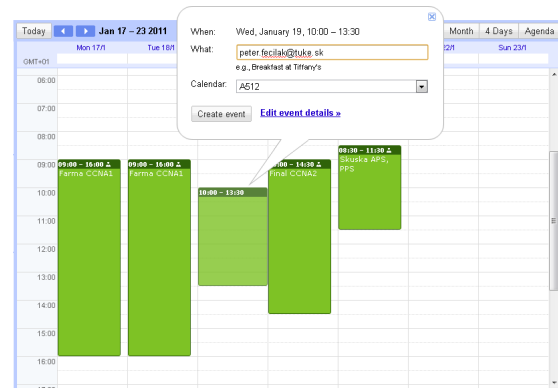 Today Jan 17 – 23 2011 Month 4 Days Agenda
When: Wed, January 19, 10:00 – 13:30
What: peter.fecilak@tuke.sk
e.g., Breakfast at Tiffany's
Calendar: A512
Create event Edit event details »
Mon 17/1 Tue 18/1 22/1 Sun 23/1
GMT+01
06:00
07:00
08:00
08:30 – 11:30
Skuska APS,
PPS
09:00 09:00 – 16:00 09:00 – 16:00 – 14:30
Farma CCNA1 Farma CCNA1 Final CCNA2
10:00 10:00 – 13:30
11:00
12:00
13:00
14:00
15:00
16:00